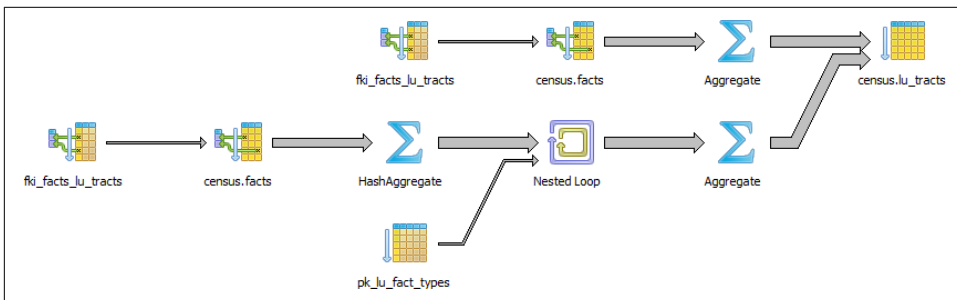 fki_facts_lu_tracts
census.facts
Aggregate
census.lu_tracts
fki_facts_lu_tracts
census.facts
HashAggregate
Nested Loop
Aggregate
pk_lu_fact_types